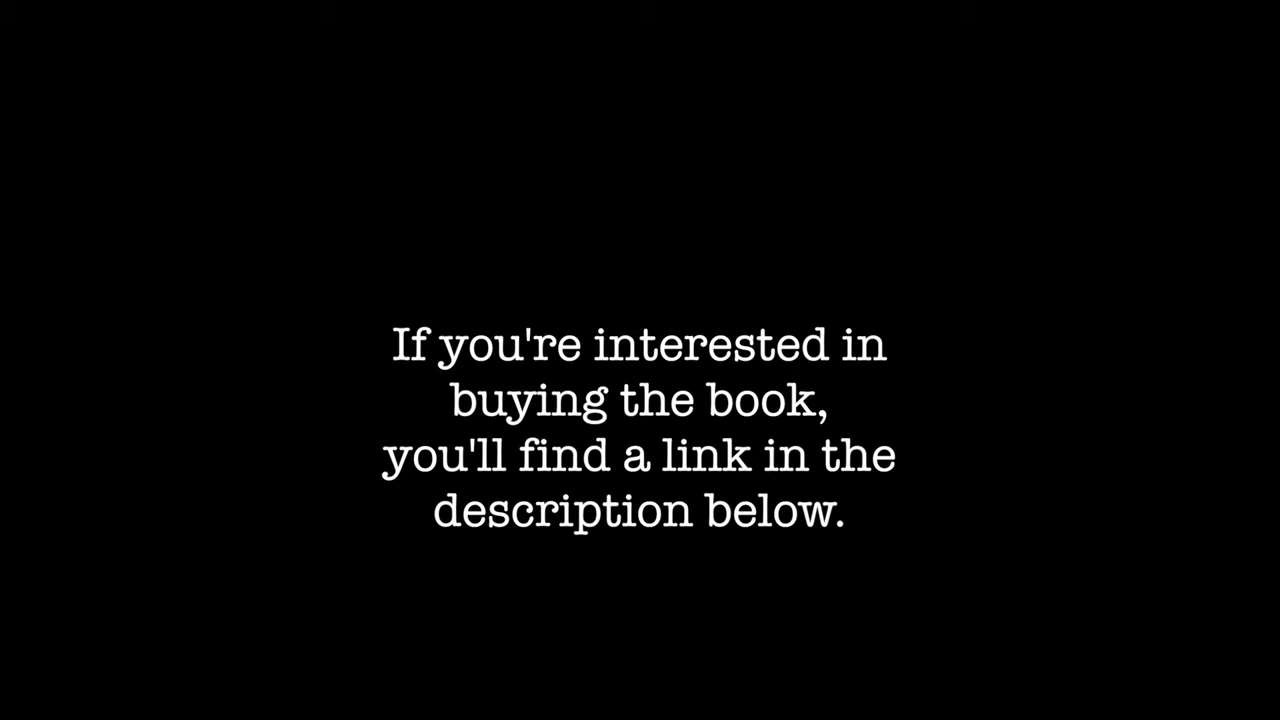 If you're interested in
buying the book,
you'll find a link in the
description below.